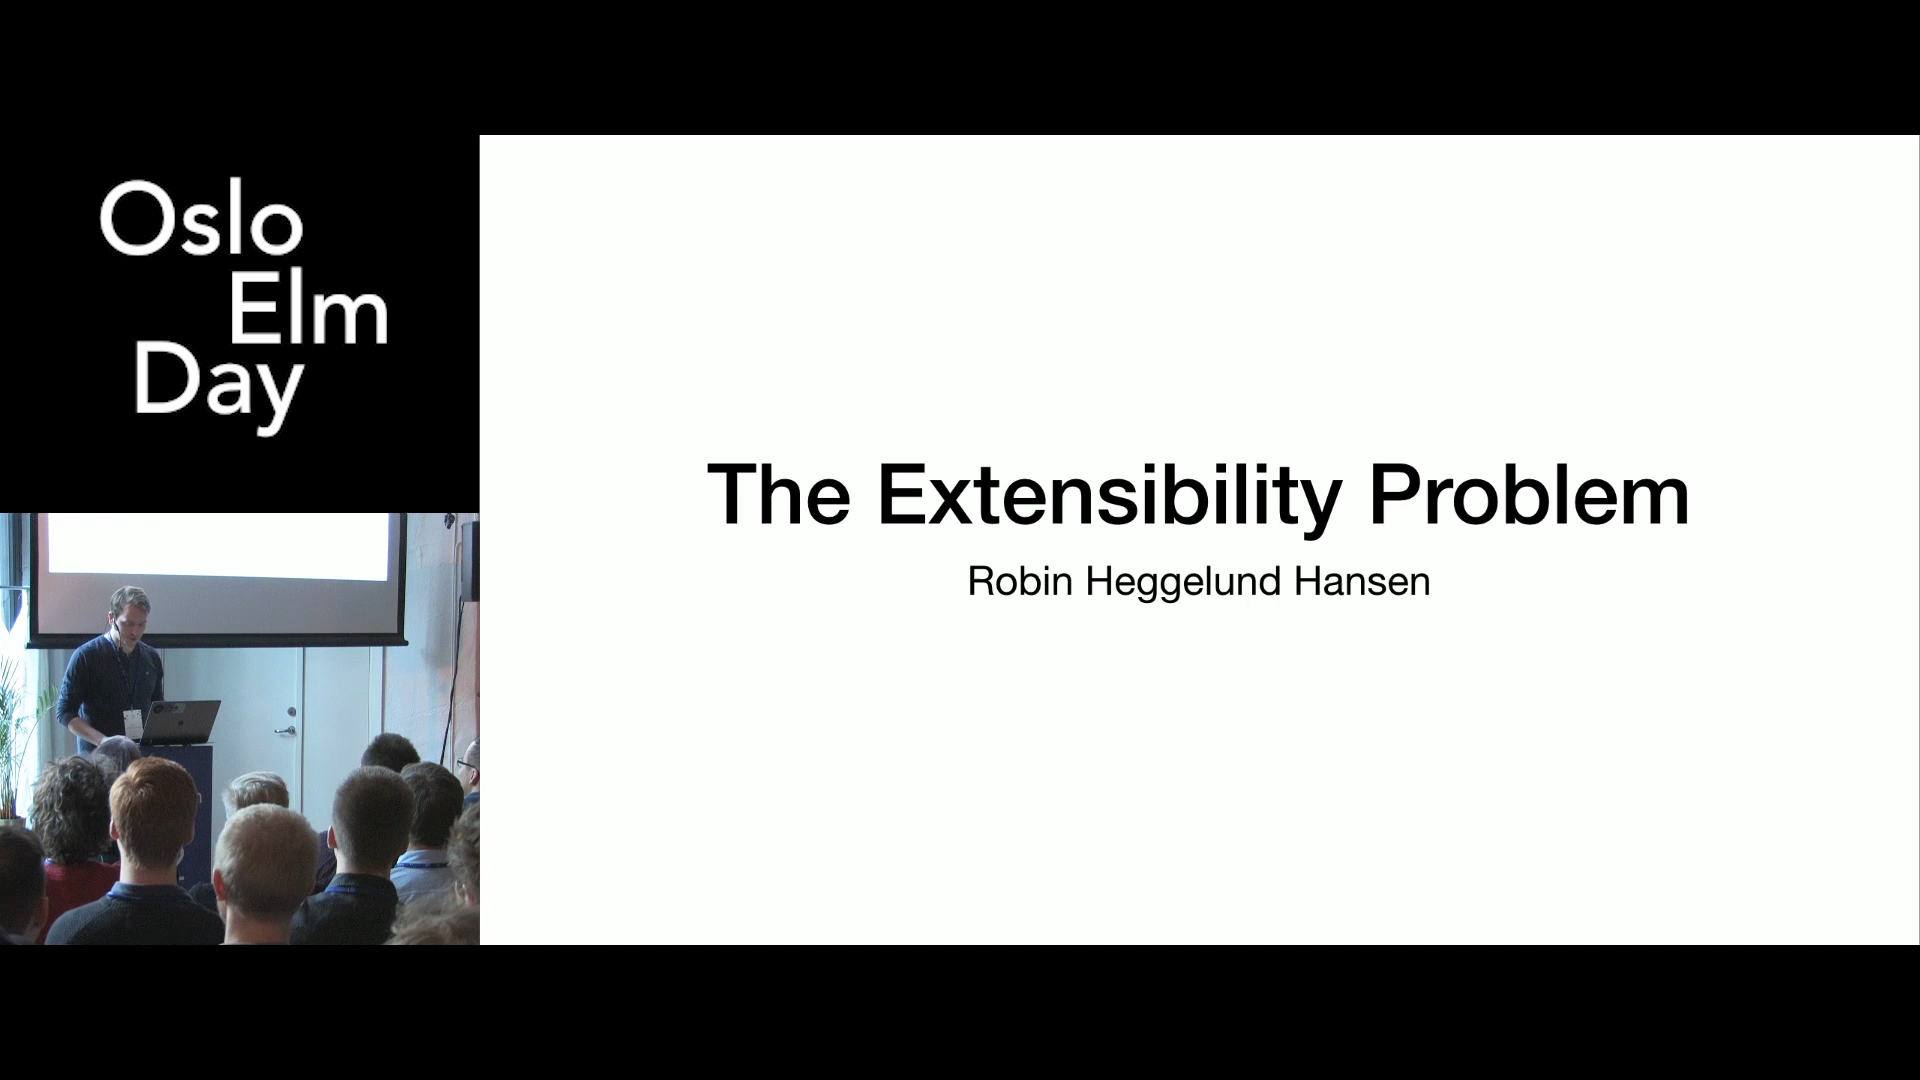 Oslo
Elm
Day
The Extensibility Problem
Robin Heggelund Hansen